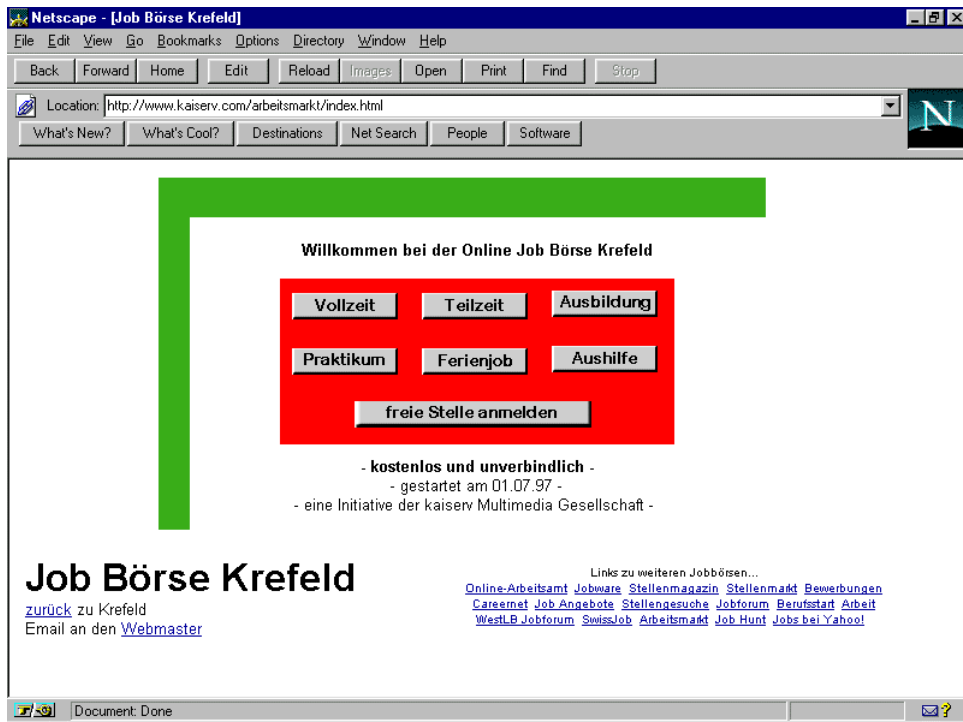 Netscape - [Job Börse Krefeld]
File Edit View Go Bookmarks Options Directory Window Help
Back Forward Home Edit Reload Images Open Print Find Stop
Location: http://www.kaiserv.com/arbeitsmarkt/index.html
N
What's New? What's Cool? Destinations Net Search People Software
Willkommen bei der Online Job Börse Krefeld
Vollzeit Teilzeit Ausbildung
Praktikum Ferienjob Aushilfe
freie Stelle anmelden
- kostenlos und unverbindlich -
- gestartet am 01.07.97 -
- eine Initiative der kaiserv Multimedia Gesellschaft -
Job Börse Krefeld
zurück zu Krefeld
Email an den Webmaster
Links zu weiteren Jobbörsen...
Online-Arbeitsamt Jobware Stellenmagazin Stellenmarkt Bewerbungen
Careernet Job Angebote Stellengesuche Jobforum Berufsstart Arbeit
WestLB Jobforum SwissJob Arbeitsmarkt Job Hunt Jobs bei Yahoo!
Document: Done